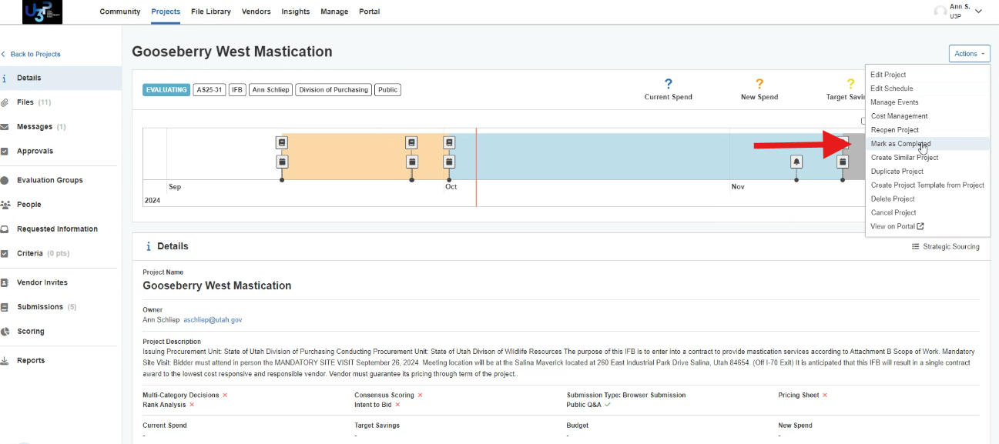 U3P
Community Projects File Library Vendors Insights Manage Portal
Ann S.
U3P
Back to Projects
Details
Files (11)
Messages (1)
Approvals
Evaluation Groups
People
Requested Information
Criteria (0 pts)
Vendor Invites
Submissions (5)
Scoring
Reports
Gooseberry West Mastication
Actions
EVALUATING AS25-31 IFB Ann Schliep Division of Purchasing Public
? ? ?
Current Spend New Spend Target Savin
Edit Project
Edit Schedule
Manage Events
Cost Management
Reopen Project
Mark as Completed
Create Similar Project
Duplicate Project
Create Project Template from Project
Delete Project
Cancel Project
View on Portal
Sep Oct Nov
2024
Details
Strategic Sourcing
Project Name
Gooseberry West Mastication
Owner
Ann Schliep aschliep@utah.gov
Project Description
Issuing Procurement Unit: State of Utah Division of Purchasing Conducting Procurement Unit: State of Utah Divison of Wildlife Resources The purpose of this IFB is to enter into a contract to provide mastication services according to Attachment B Scope of Work. Mandatory
Site Visit: Bidder must attend in person the MANDATORY SITE VISIT September 26, 2024. Meeting location will be at the Salina Maverick located at 260 East Industrial Park Drive Salina, Utah 84654. (Off I-70 Exit) It is anticipated that this IFB will result in a single contract
award to the lowest cost responsive and responsible vendor. Vendor must guarantee its pricing through term of the project..
Multi-Category Decisions Consensus Scoring Submission Type: Browser Submission Pricing Sheet
Rank Analysis Intent to Bid Public Q&A
Current Spend Target Savings Budget New Spend
- - - -